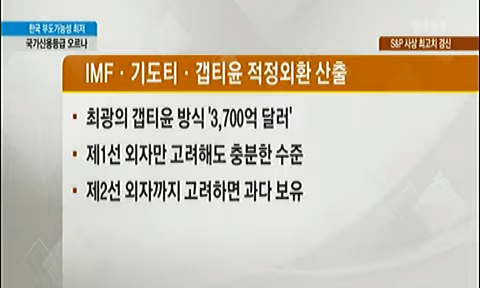 한국 부도가능성 최저
국가신용등급 오르나
S&P 사상 최고치 경신
IMF · 기도티 · 갭티윤 적정외환 산출
최광의 갭티윤 방식 '3,700억 달러'
제1선 외자만 고려해도 충분한 수준
제2선 외자까지 고려하면 과다 보유